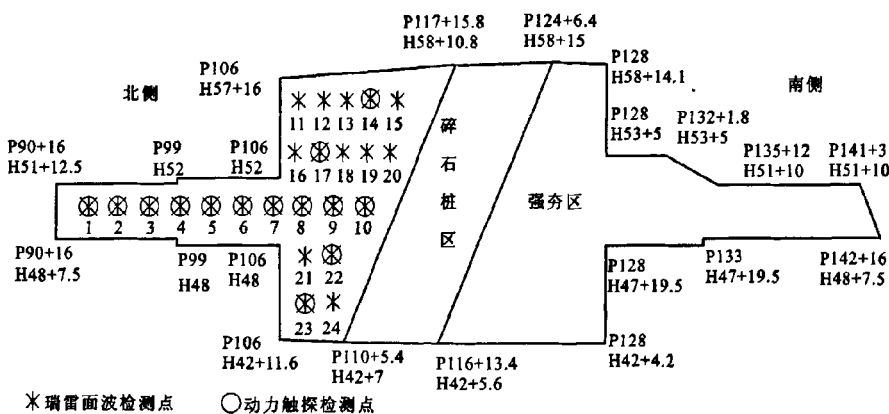 P117+15.8
H58+10.8
P124+6.4
H58+15
P128
H58+14.1
P106
H57+16
北侧
南侧
P128
H53+5
P132+1.8
H53+5
11 12 13 14 15
碎石桩区
P90+16
H51+12.5
P99
H52
P106
H52
16 17 18 19 20
P135+12
H51+10
P141+3
H51+10
强夯区
1 2 3 4 5 6 7 8 9 10
P90+16
H48+7.5
P99
H48
P106
H48
21 22
P128
H47+19.5
P133
H47+19.5
P142+16
H48+7.5
23 24
P106
H42+11.6
P110+5.4
H42+7
P116+13.4
H42+5.6
P128
H42+4.2
瑞雷面波检测点 动力触探检测点